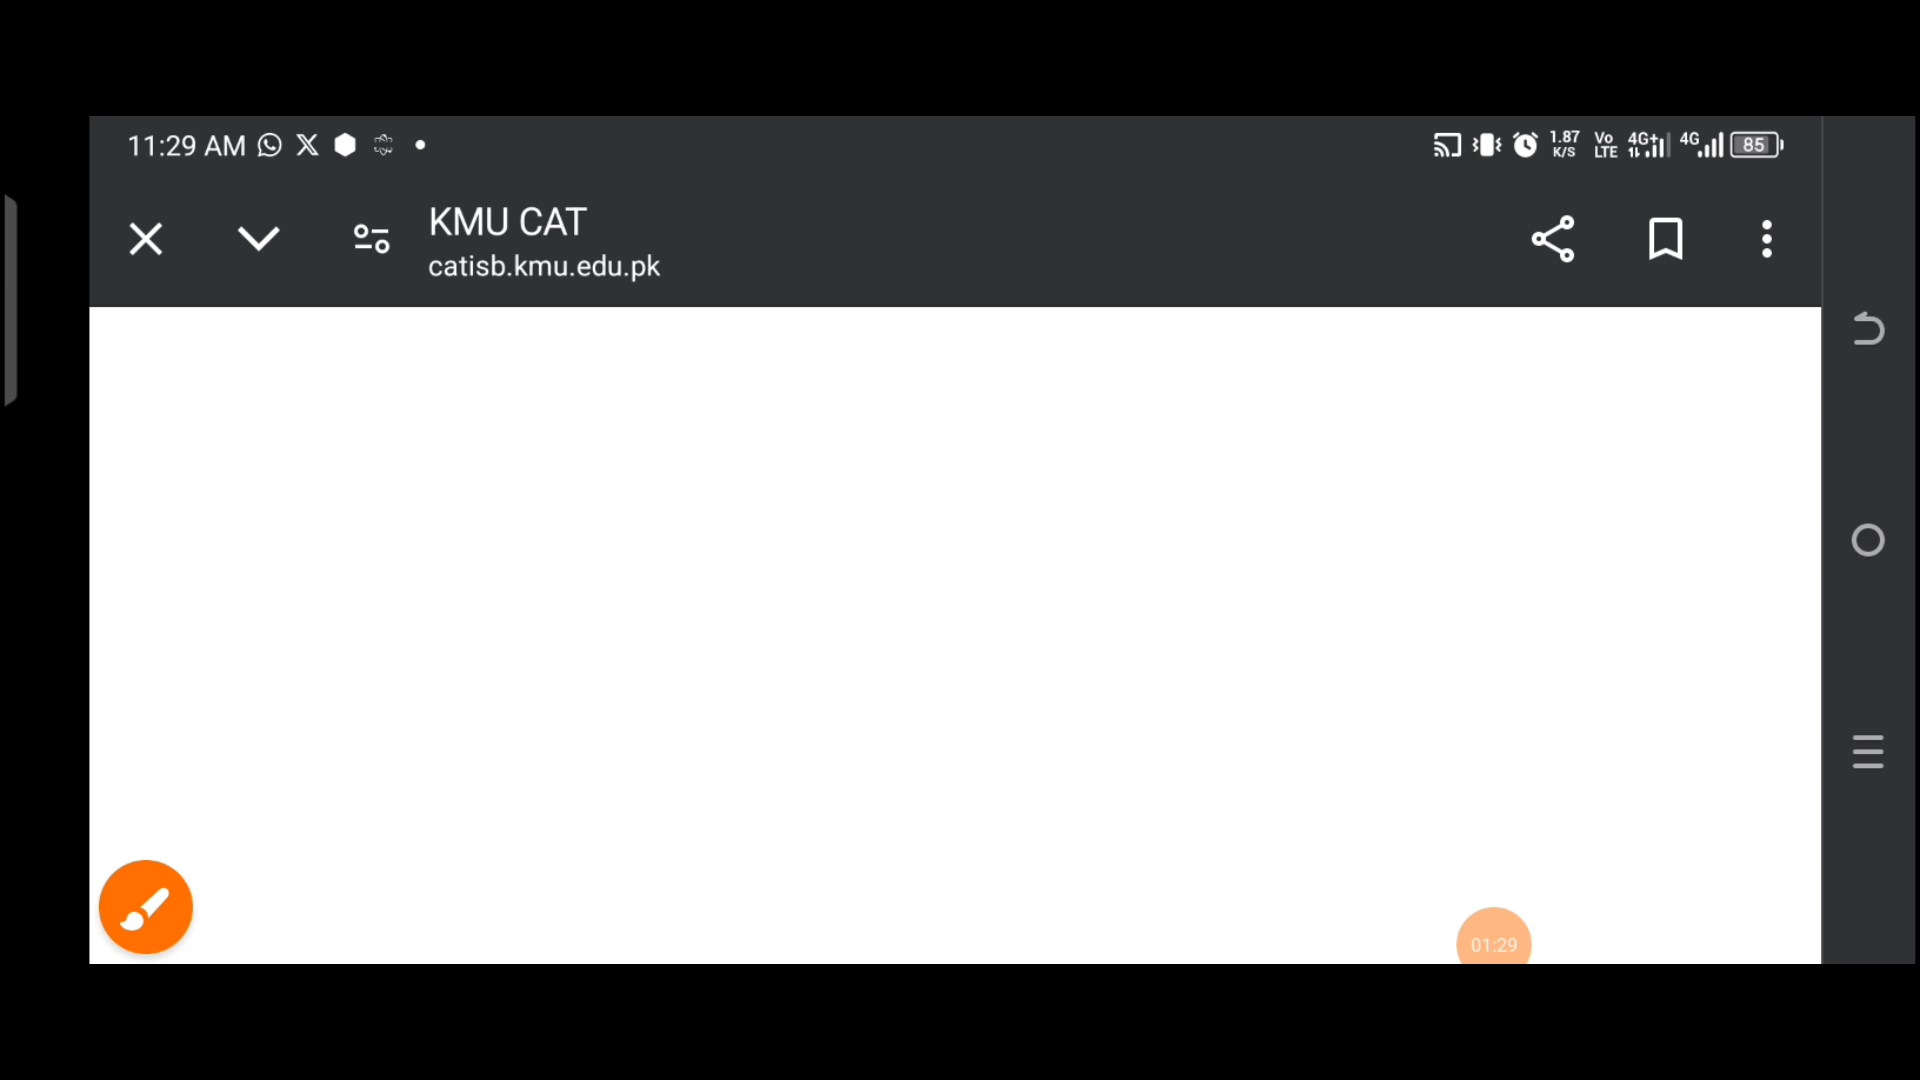 11:29 AM
1.87 K/S Vo LTE 4G+ 4G 85
KMU CAT
catisb.kmu.edu.pk
01:29